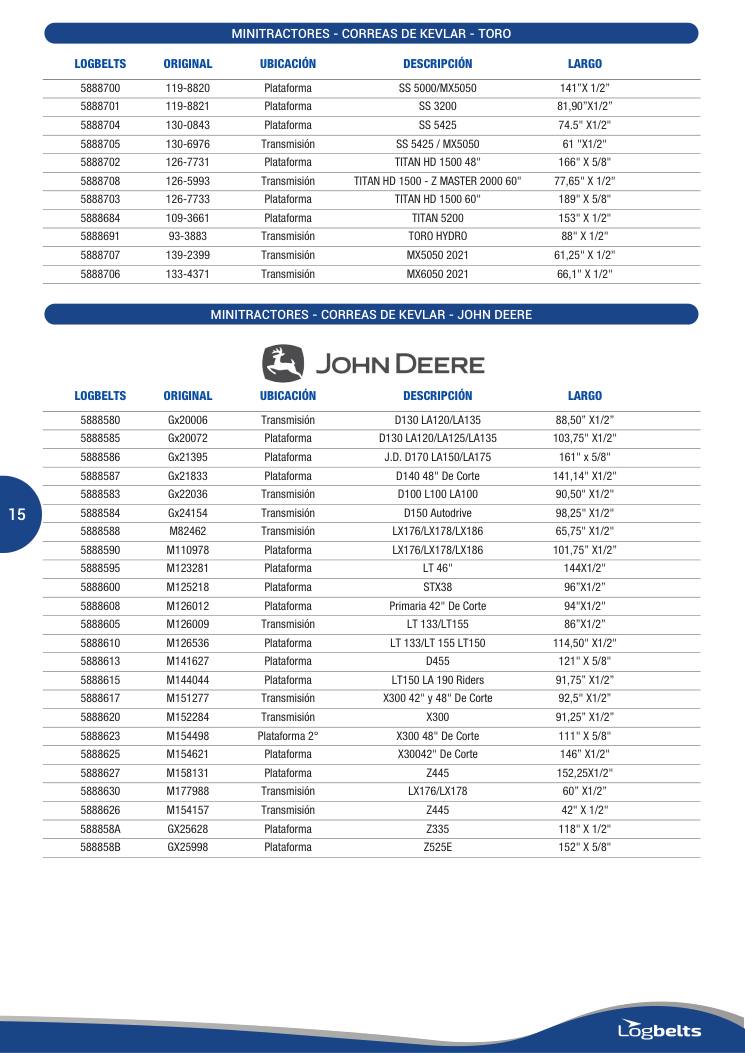 MINITRACTORES - CORREAS DE KEVLAR - TORO
LOGBELTS ORIGINAL UBICACIÓN DESCRIPCIÓN LARGO
5888700 119-8820 Plataforma SS 5000/MX5050 141”X 1/2”
5888701 119-8821 Plataforma SS 3200 81,90”X1/2”
5888704 130-0843 Plataforma SS 5425 74.5" X1/2"
5888705 130-6976 Transmisión SS 5425 / MX5050 61 "X1/2"
5888702 126-7731 Plataforma TITAN HD 1500 48" 166" X 5/8"
5888708 126-5993 Transmisión TITAN HD 1500 - Z MASTER 2000 60" 77,65" X 1/2”
5888703 126-7733 Plataforma TITAN HD 1500 60" 189" X 5/8"
5888684 109-3661 Plataforma TITAN 5200 153" X 1/2"
5888691 93-3883 Transmisión TORO HYDRO 88" X 1/2"
5888707 139-2399 Transmisión MX5050 2021 61,25" X 1/2”
5888706 133-4371 Transmisión MX6050 2021 66,1" X 1/2"
MINITRACTORES - CORREAS DE KEVLAR - JOHN DEERE
JOHN DEERE
LOGBELTS ORIGINAL UBICACIÓN DESCRIPCIÓN LARGO
5888580 Gx20006 Transmisión D130 LA120/LA135 88,50” X1/2”
5888585 Gx20072 Plataforma D130 LA120/LA125/LA135 103,75" X1/2"
5888586 Gx21395 Plataforma J.D. D170 LA150/LA175 161" x 5/8"
5888587 Gx21833 Plataforma D140 48" De Corte 141,14" X1/2"
5888583 Gx22036 Transmisión D100 L100 LA100 90,50" X1/2"
5888584 Gx24154 Transmisión D150 Autodrive 98,25" X1/2"
5888588 M82462 Transmisión LX176/LX178/LX186 65,75" X1/2"
5888590 M110978 Plataforma LX176/LX178/LX186 101,75” X1/2"
5888595 M123281 Plataforma LT 46" 144X1/2"
5888600 M125218 Plataforma STX38 96”X1/2”
5888608 M126012 Plataforma Primaria 42" De Corte 94"X1/2"
5888605 M126009 Transmisión LT 133/LT155 86”X1/2”
5888610 M126536 Plataforma LT 133/LT 155 LT150 114,50" X1/2"
5888613 M141627 Plataforma D455 121" X 5/8"
5888615 M144044 Plataforma LT150 LA 190 Riders 91,75” X1/2”
5888617 M151277 Transmisión X300 42" y 48" De Corte 92,5" X1/2”
5888620 M152284 Transmisión X300 91,25” X1/2”
5888623 M154498 Plataforma 2° X300 48" De Corte 111" X 5/8"
5888625 M154621 Plataforma X30042" De Corte 146” X1/2"
5888627 M158131 Plataforma Z445 152,25X1/2"
5888630 M177988 Transmisión LX176/LX178 60” X1/2”
5888626 M154157 Transmisión Z445 42" X 1/2"
588858A GX25628 Plataforma Z335 118" X 1/2"
588858B GX25998 Plataforma Z525E 152" X 5/8"
15
Logbelts